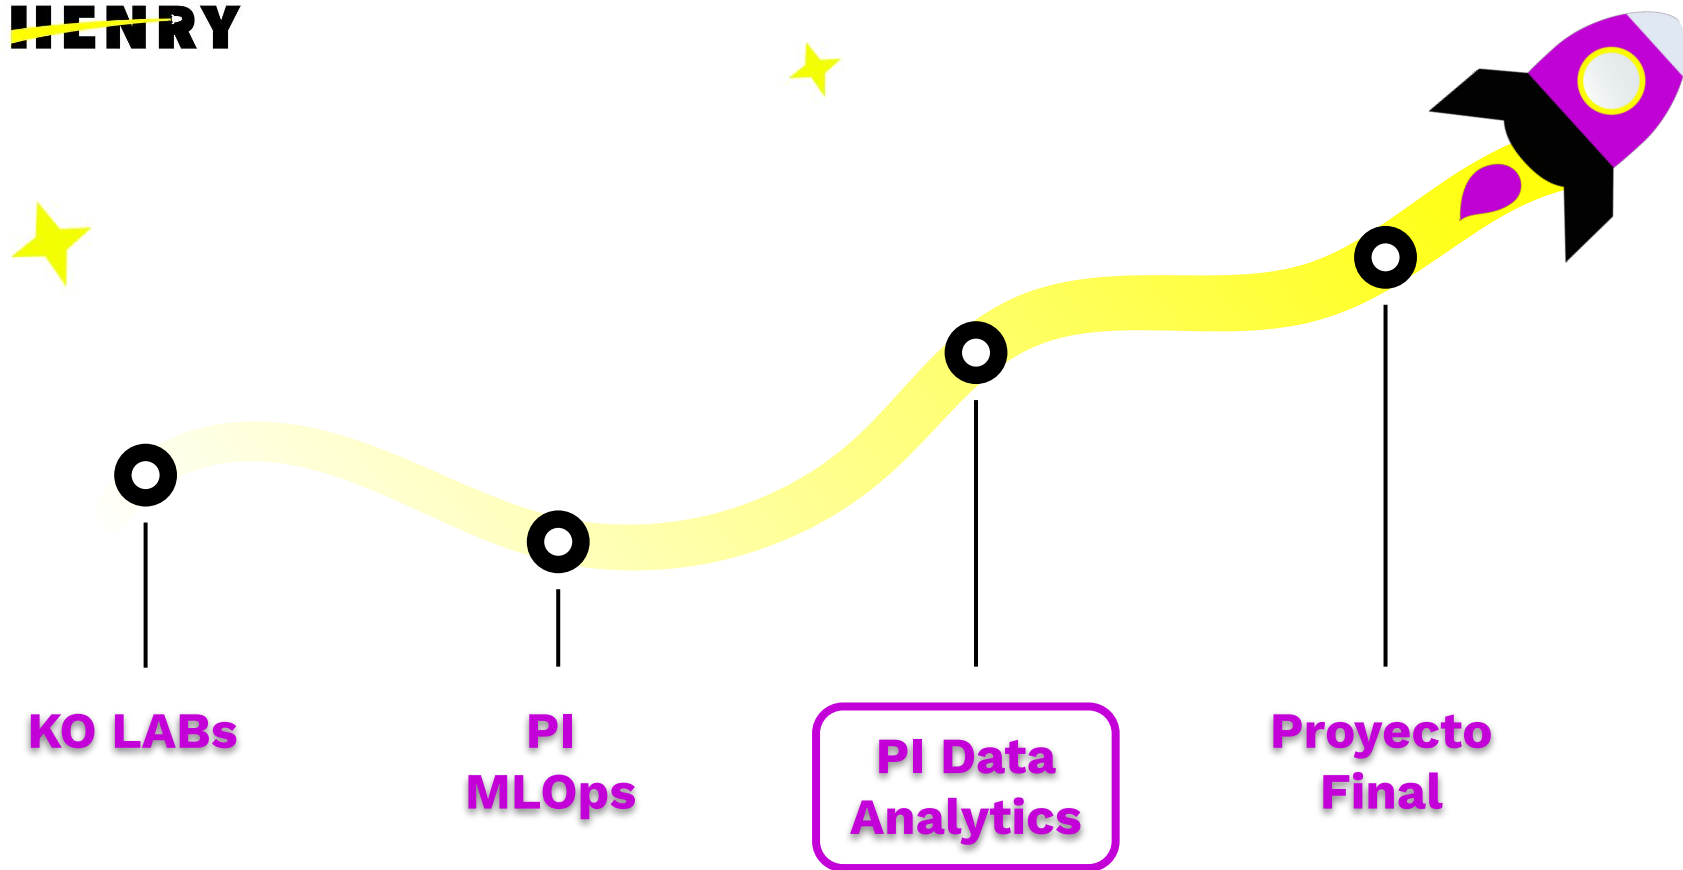 HENRY
KO LABs
PI
MLOps
PI Data
Analytics
Proyecto
Final